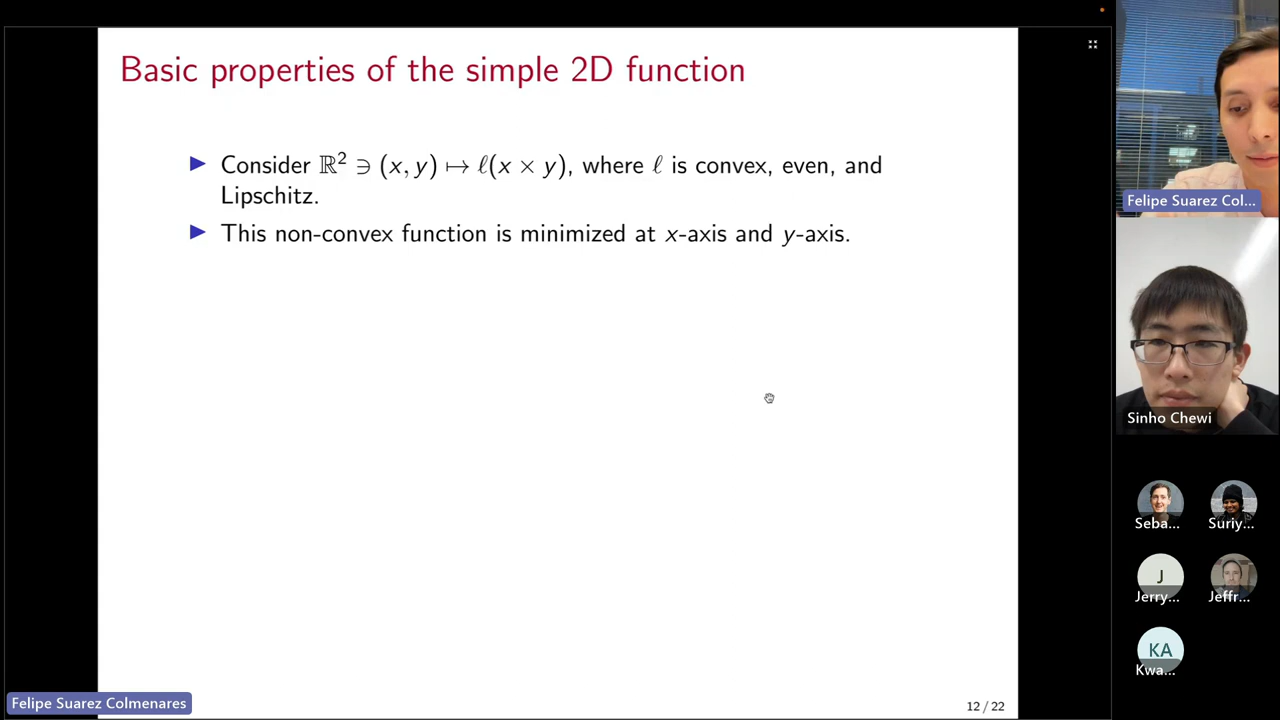 Basic properties of the simple 2D function
▶ Consider ℝ² ∋ (x, y) ↦ ℓ(x × y), where ℓ is convex, even, and
Lipschitz.
▶ This non-convex function is minimized at x-axis and y-axis.
12 / 22
Felipe Suarez Colmenares
Felipe Suarez Col...
Sinho Chewi
Seba...
Suriy...
J
Jerry...
Jeffr...
KA
Kwa...